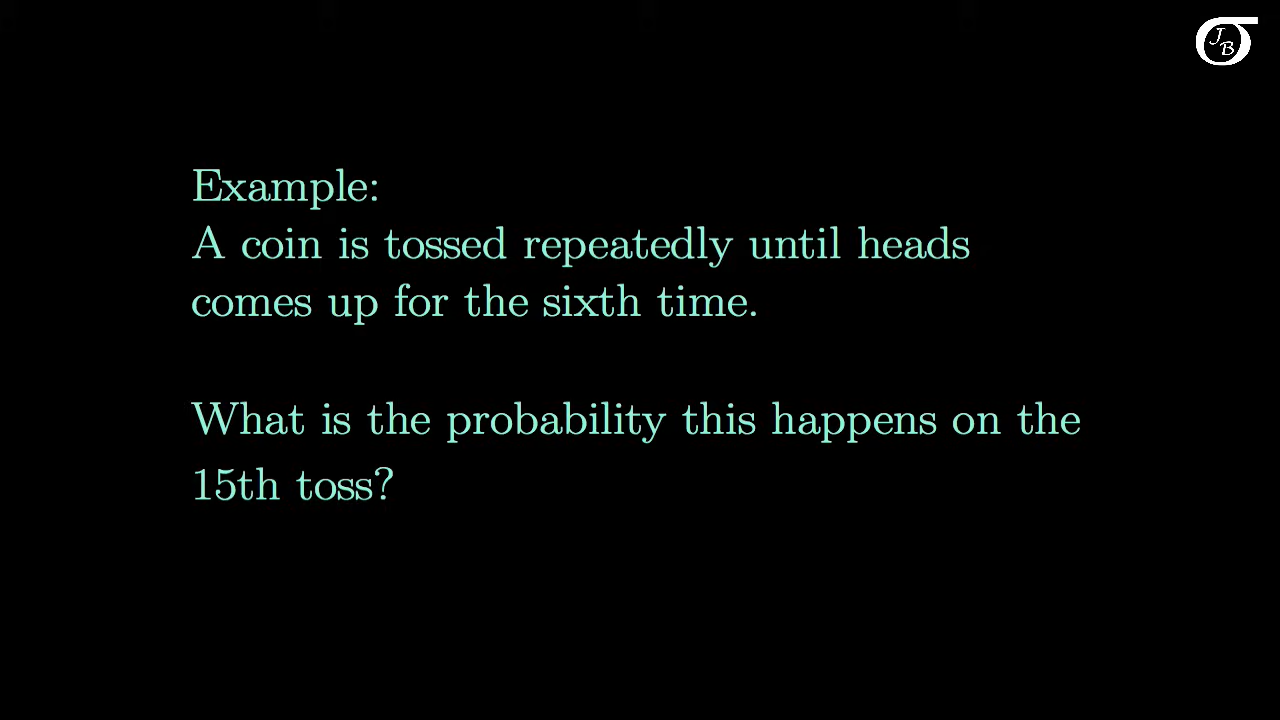 JB
Example:
A coin is tossed repeatedly until heads
comes up for the sixth time.
What is the probability this happens on the
15th toss?